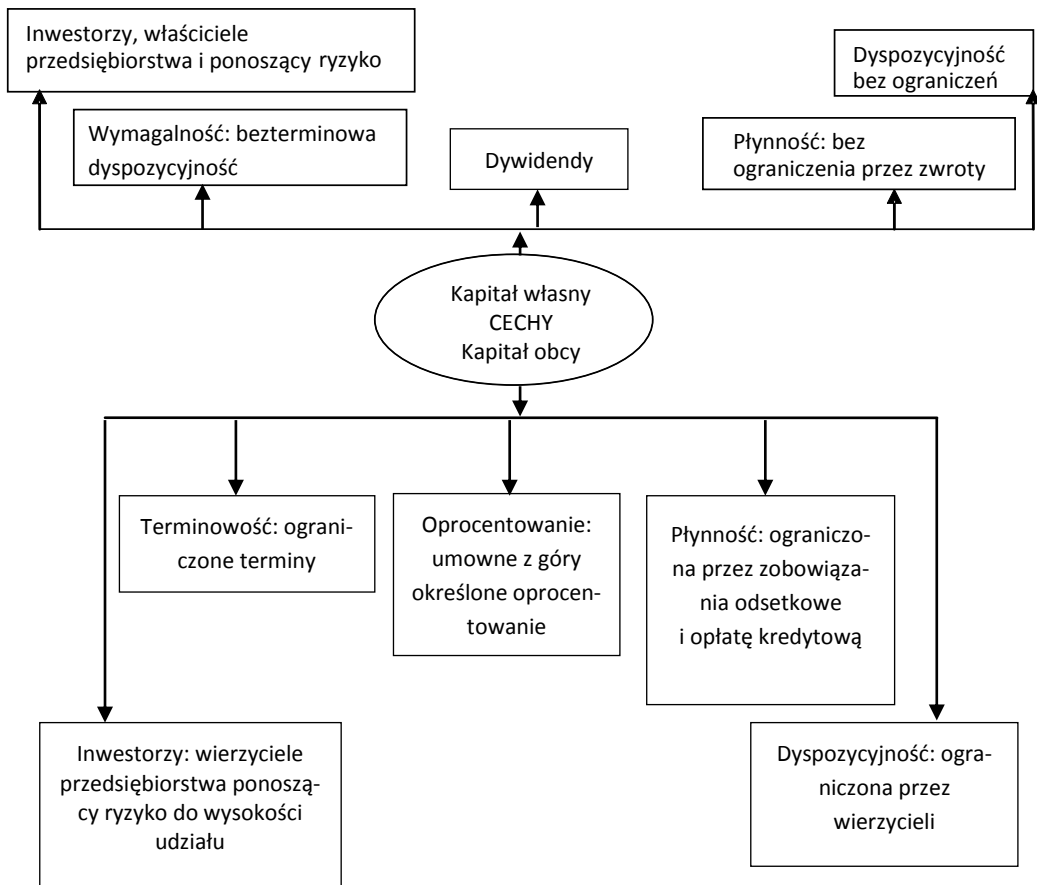 Inwestorzy, właściciele
przedsiębiorstwa i ponoszący ryzyko
Dyspozycyjność
bez ograniczeń
Wymagalność: bezterminowa
dyspozycyjność
Dywidendy
Płynność: bez
ograniczenia przez zwroty
Kapitał własny
CECHY
Kapitał obcy
Terminowość: ograni-
czone terminy
Oprocentowanie:
umowne z góry
określone oprocen-
towanie
Płynność: ograniczo-
na przez zobowiąza-
nia odsetkowe
i opłatę kredytową
Inwestorzy: wierzyciele
przedsiębiorstwa ponoszą-
cy ryzyko do wysokości
udziału
Dyspozycyjność: ogra-
niczona przez
wierzycieli